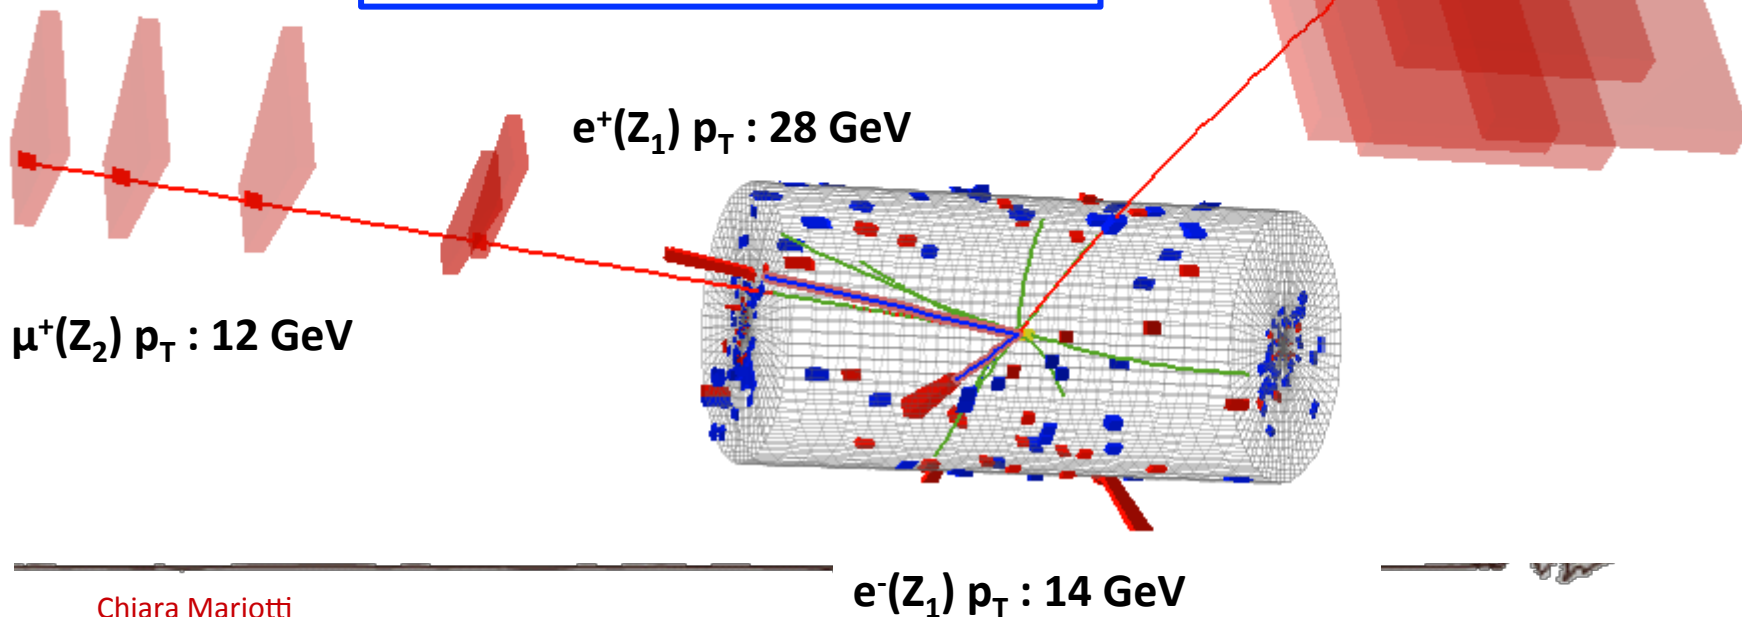 e⁺(Z₁) p_T : 28 GeV
μ⁺(Z₂) p_T : 12 GeV
e⁻(Z₁) p_T : 14 GeV
Chiara Mariotti